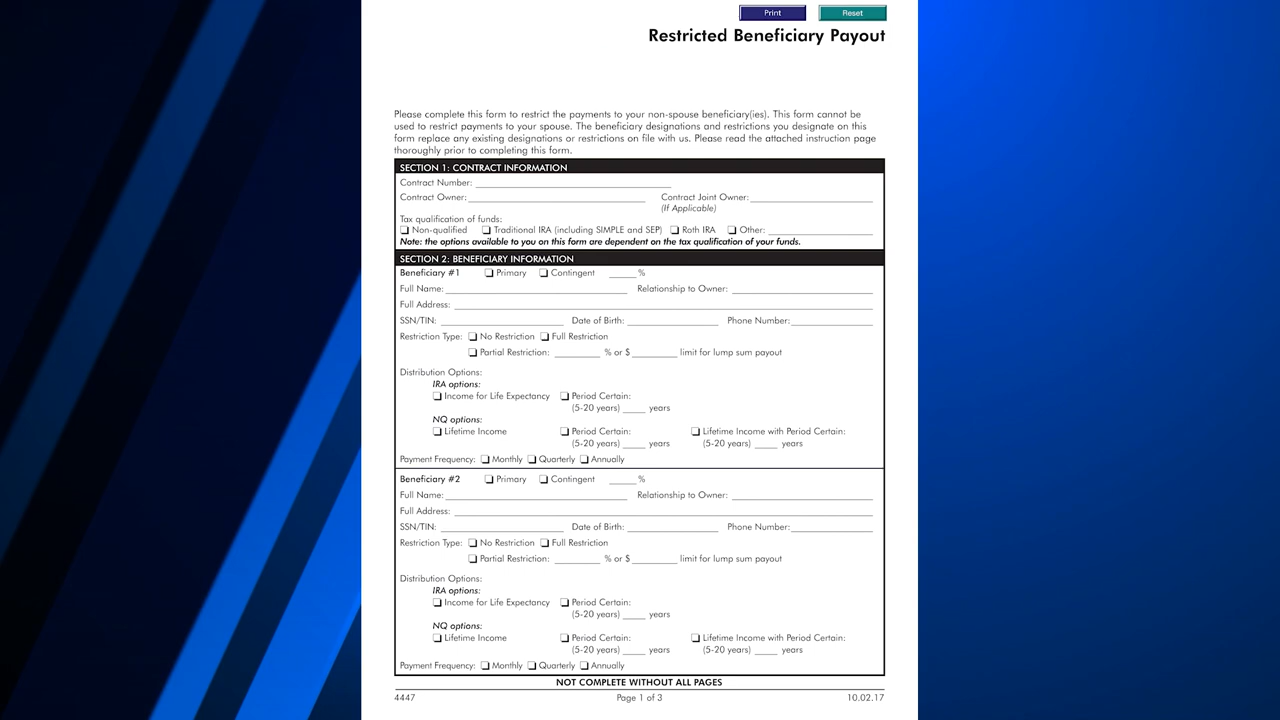 Print Reset
Restricted Beneficiary Payout
Please complete this form to restrict the payments to your non-spouse beneficiary(ies). This form cannot be
used to restrict payments to your spouse. The beneficiary designations and restrictions you designate on this
form replace any existing designations or restrictions on file with us. Please read the attached instruction page
thoroughly prior to completing this form.
SECTION 1: CONTRACT INFORMATION
Contract Number:
Contract Owner: Contract Joint Owner:
(If Applicable)
Tax qualification of funds:
Non-qualified Traditional IRA (including SIMPLE and SEP) Roth IRA Other:
Note: the options available to you on this form are dependent on the tax qualification of your funds.
SECTION 2: BENEFICIARY INFORMATION
Beneficiary #1 Primary Contingent %
Full Name: Relationship to Owner:
Full Address:
SSN/TIN: Date of Birth: Phone Number:
Restriction Type: No Restriction Full Restriction
Partial Restriction: % or $ limit for lump sum payout
Distribution Options:
IRA options:
Income for Life Expectancy Period Certain:
(5-20 years) years
NQ options:
Lifetime Income Period Certain: Lifetime Income with Period Certain:
(5-20 years) years (5-20 years) years
Payment Frequency: Monthly Quarterly Annually
Beneficiary #2 Primary Contingent %
Full Name: Relationship to Owner:
Full Address:
SSN/TIN: Date of Birth: Phone Number:
Restriction Type: No Restriction Full Restriction
Partial Restriction: % or $ limit for lump sum payout
Distribution Options:
IRA options:
Income for Life Expectancy Period Certain:
(5-20 years) years
NQ options:
Lifetime Income Period Certain: Lifetime Income with Period Certain:
(5-20 years) years (5-20 years) years
Payment Frequency: Monthly Quarterly Annually
NOT COMPLETE WITHOUT ALL PAGES
4447 Page 1 of 3 10.02.17